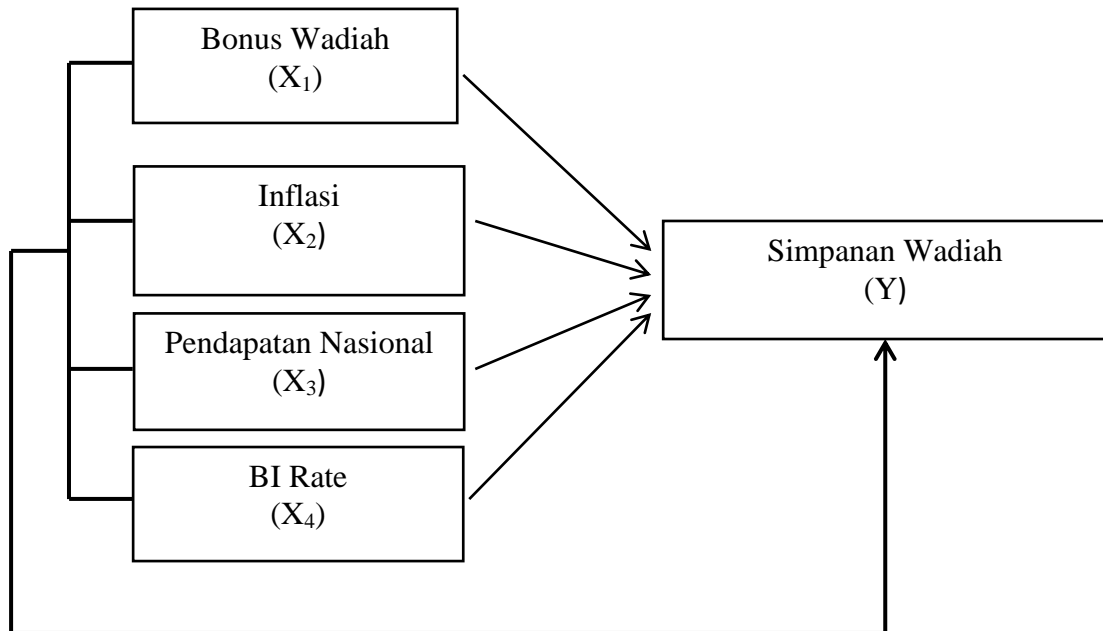 Bonus Wadiah
(X₁)
Inflasi
(X₂)
Pendapatan Nasional
(X₃)
BI Rate
(X₄)
Simpanan Wadiah
(Y)